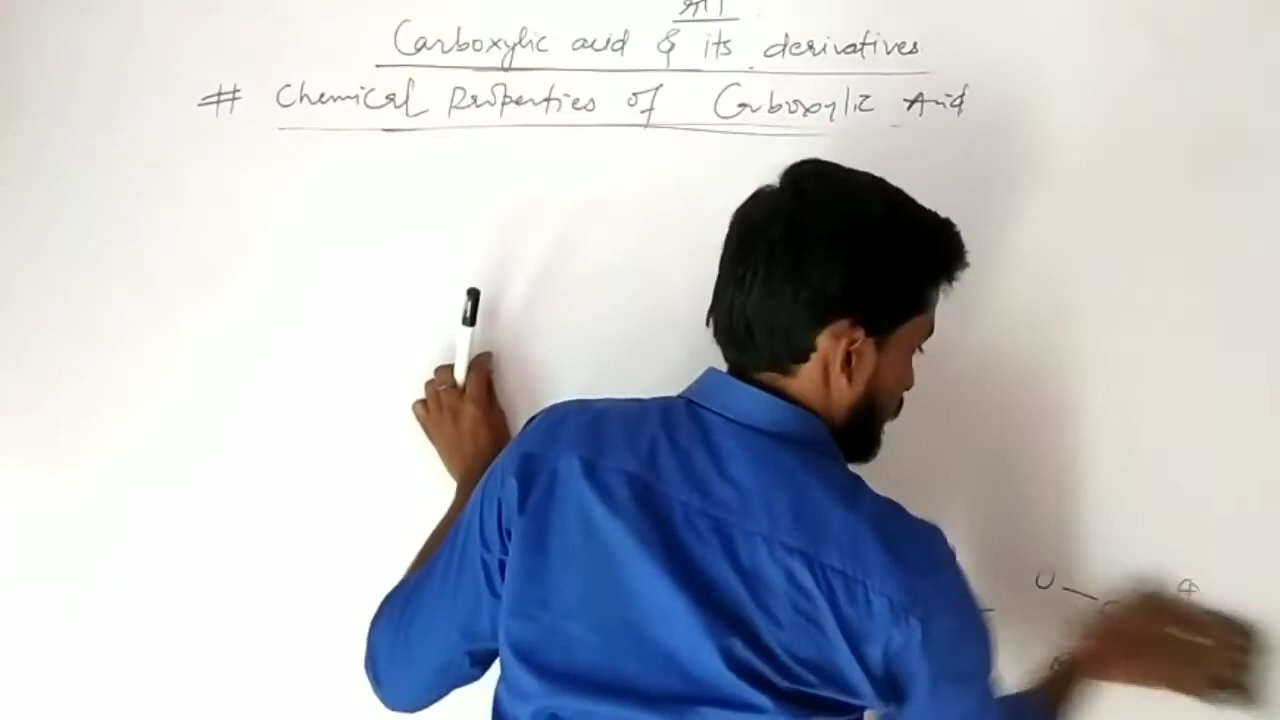 श्री
Carboxylic acid & its derivatives
# Chemical Properties of Carboxylic Acid